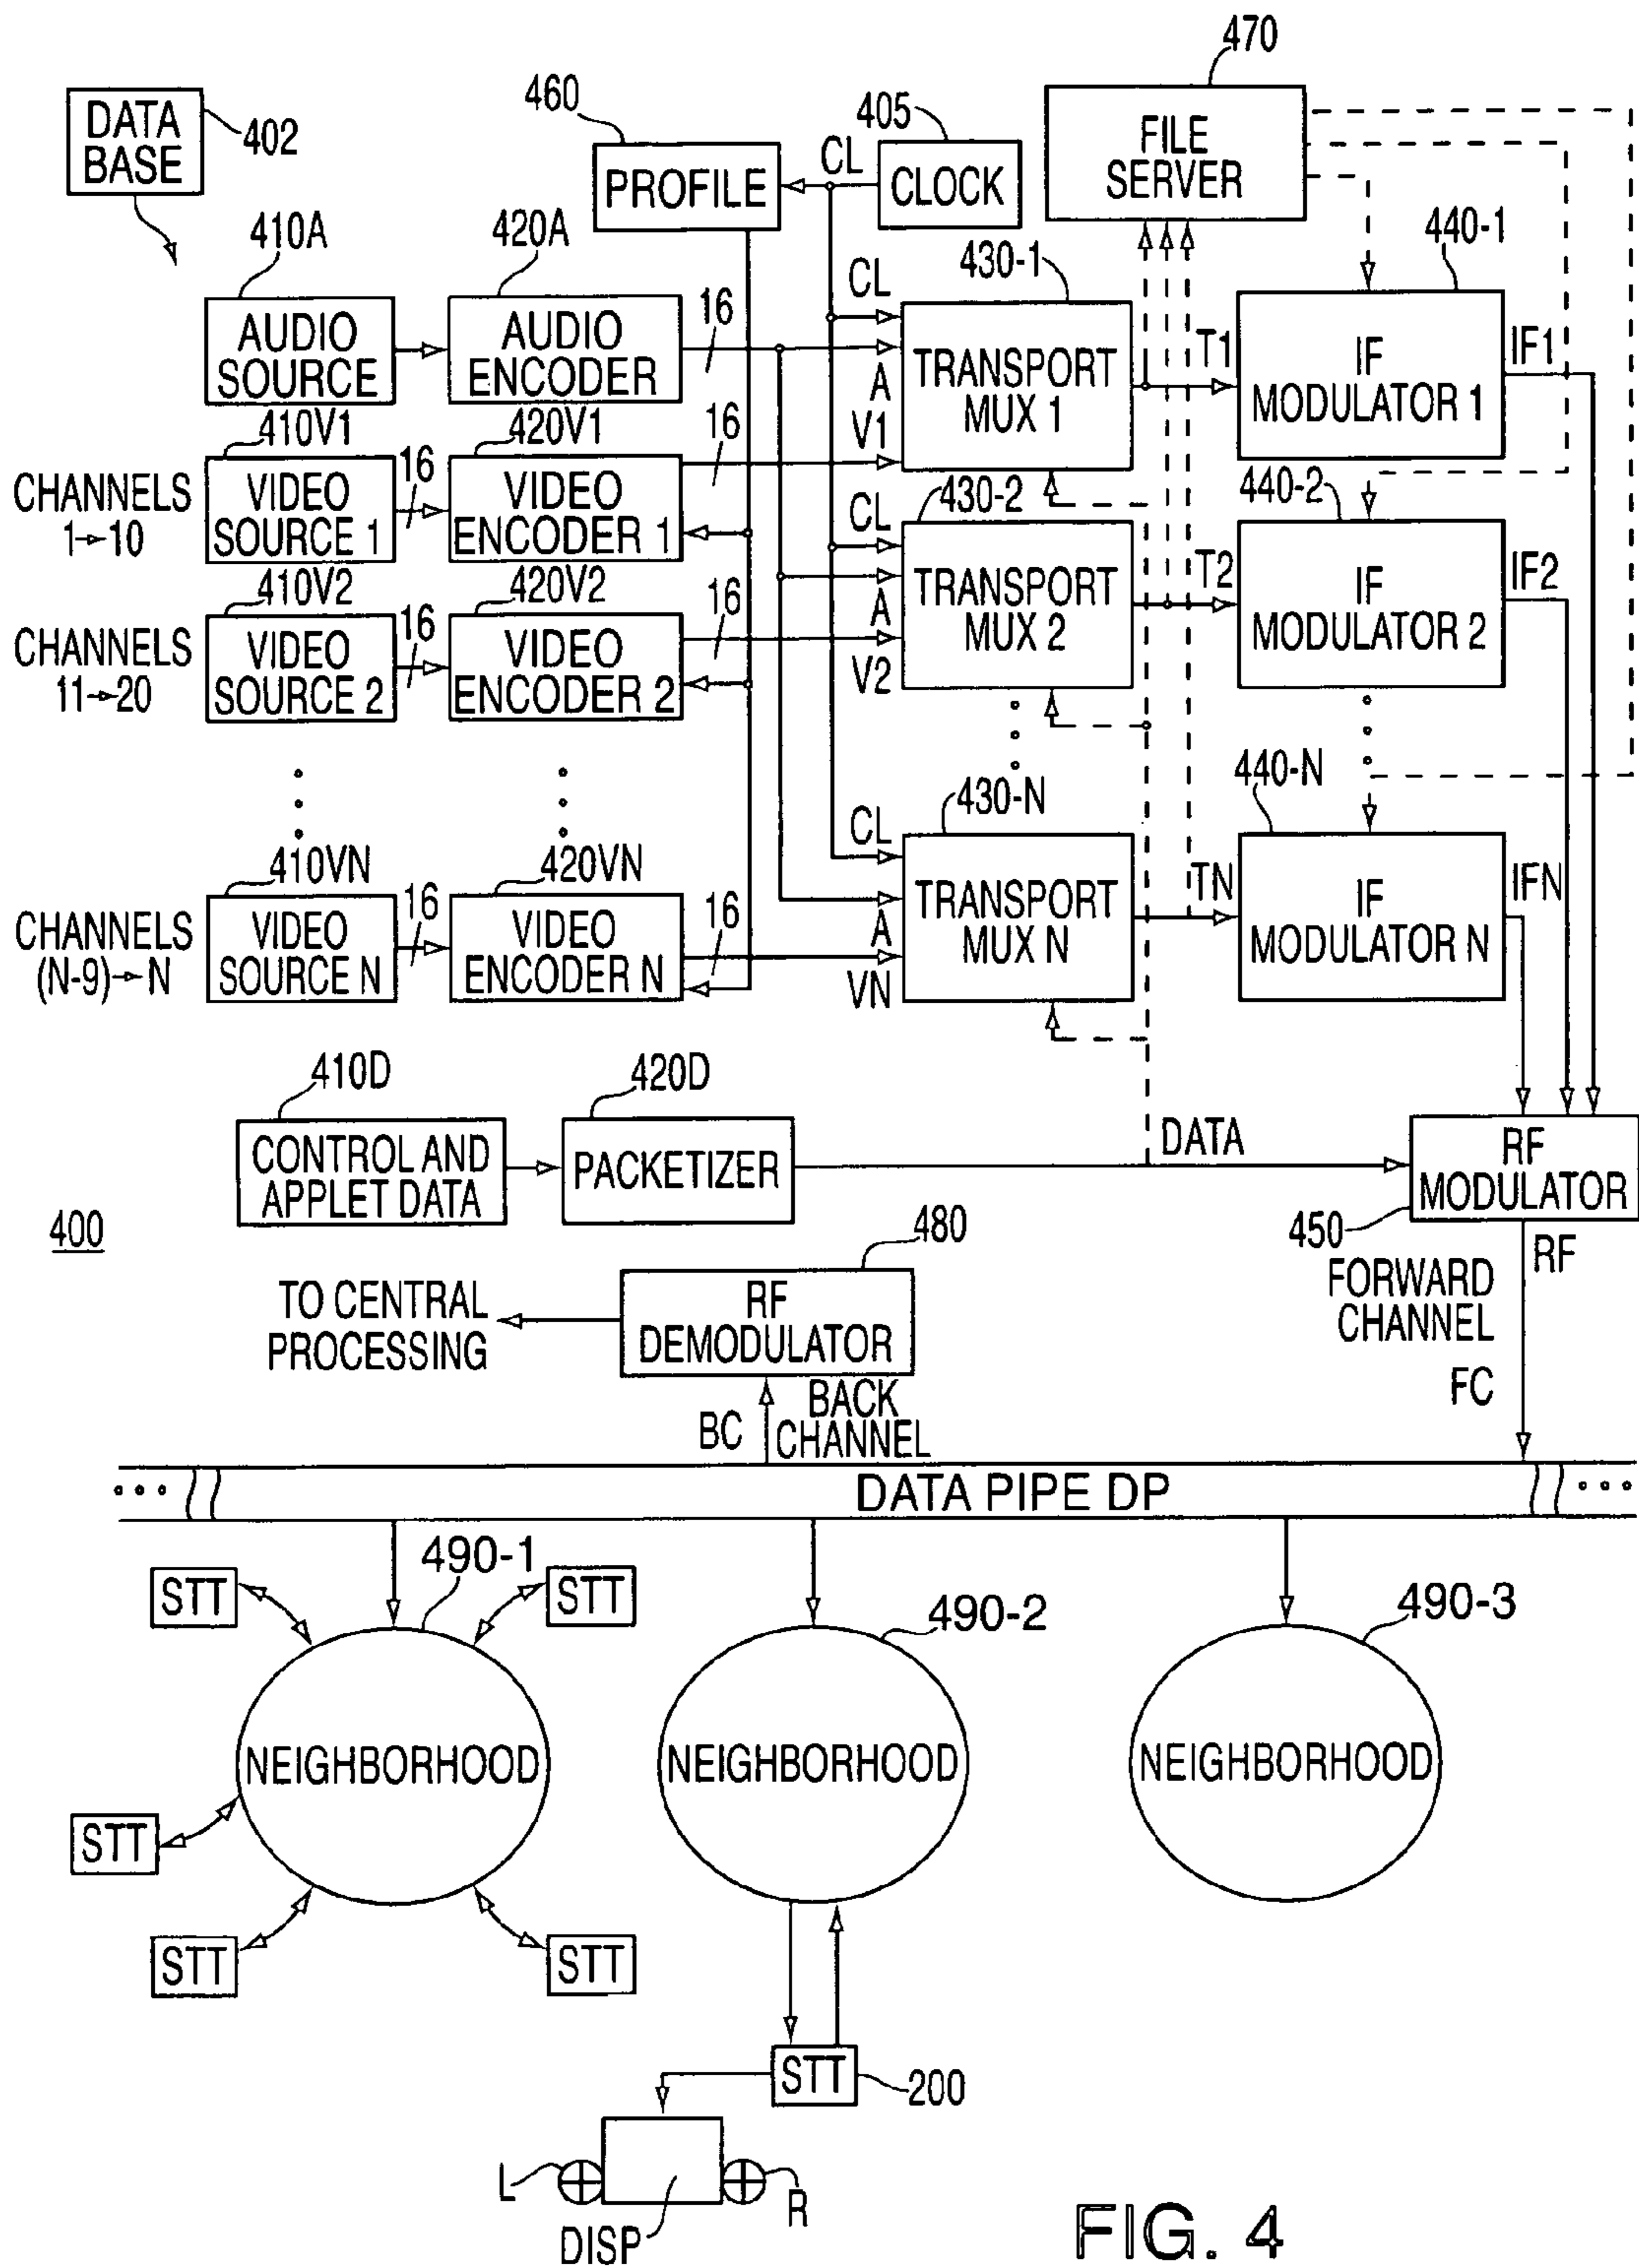 470
DATA
BASE
402
460
405
FILE
SERVER
PROFILE
CL
CLOCK
410A
420A
430-1
440-1
AUDIO
SOURCE
AUDIO
ENCODER
16
CL
A
V1
TRANSPORT
MUX 1
T1
IF
MODULATOR 1
IF1
410V1
420V1
16
CHANNELS
1→10
VIDEO
SOURCE 1
16
VIDEO
ENCODER 1
430-2
440-2
410V2
420V2
16
CL
A
V2
TRANSPORT
MUX 2
T2
IF
MODULATOR 2
IF2
CHANNELS
11→20
VIDEO
SOURCE 2
16
VIDEO
ENCODER 2
430-N
440-N
410VN
420VN
CL
A
VN
TRANSPORT
MUX N
TN
IF
MODULATOR N
IFN
CHANNELS
(N-9)→N
VIDEO
SOURCE N
16
VIDEO
ENCODER N
16
410D
420D
CONTROL AND
APPLET DATA
PACKETIZER
DATA
RF
MODULATOR
400
480
450
RF
TO CENTRAL
PROCESSING
RF
DEMODULATOR
FORWARD
CHANNEL
FC
BC
BACK
CHANNEL
DATA PIPE DP
490-1
STT
STT
490-2
490-3
NEIGHBORHOOD
NEIGHBORHOOD
NEIGHBORHOOD
STT
STT
STT
STT
200
L
R
DISP
FIG. 4